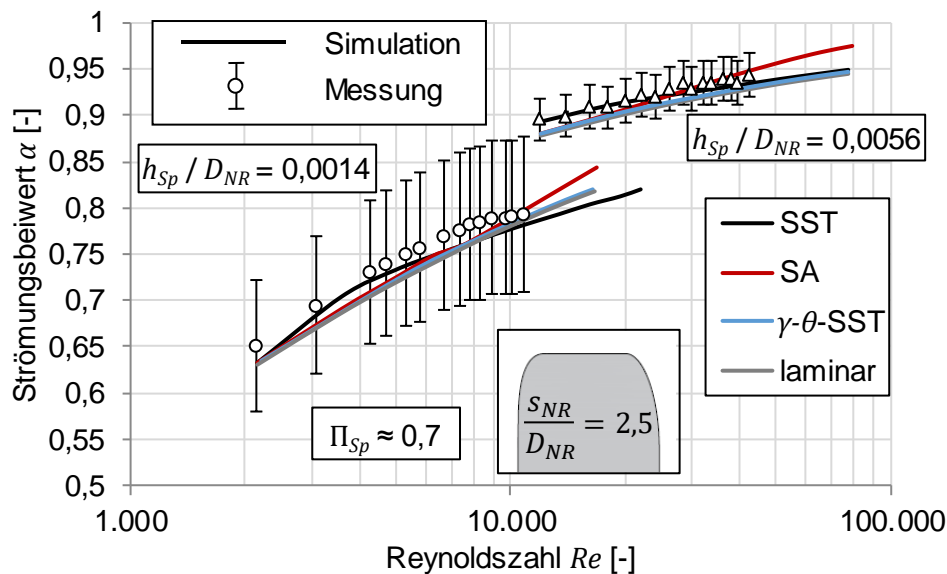 Strömungsbeiwert α [-]
1
0,95
0,9
0,85
0,8
0,75
0,7
0,65
0,6
0,55
0,5
Simulation
Messung
h_Sp / D_NR = 0,0014
h_Sp / D_NR = 0,0056
SST
SA
γ-θ-SST
laminar
Π_Sp ≈ 0,7
s_NR / D_NR = 2,5
1.000
10.000
100.000
Reynoldszahl Re [-]